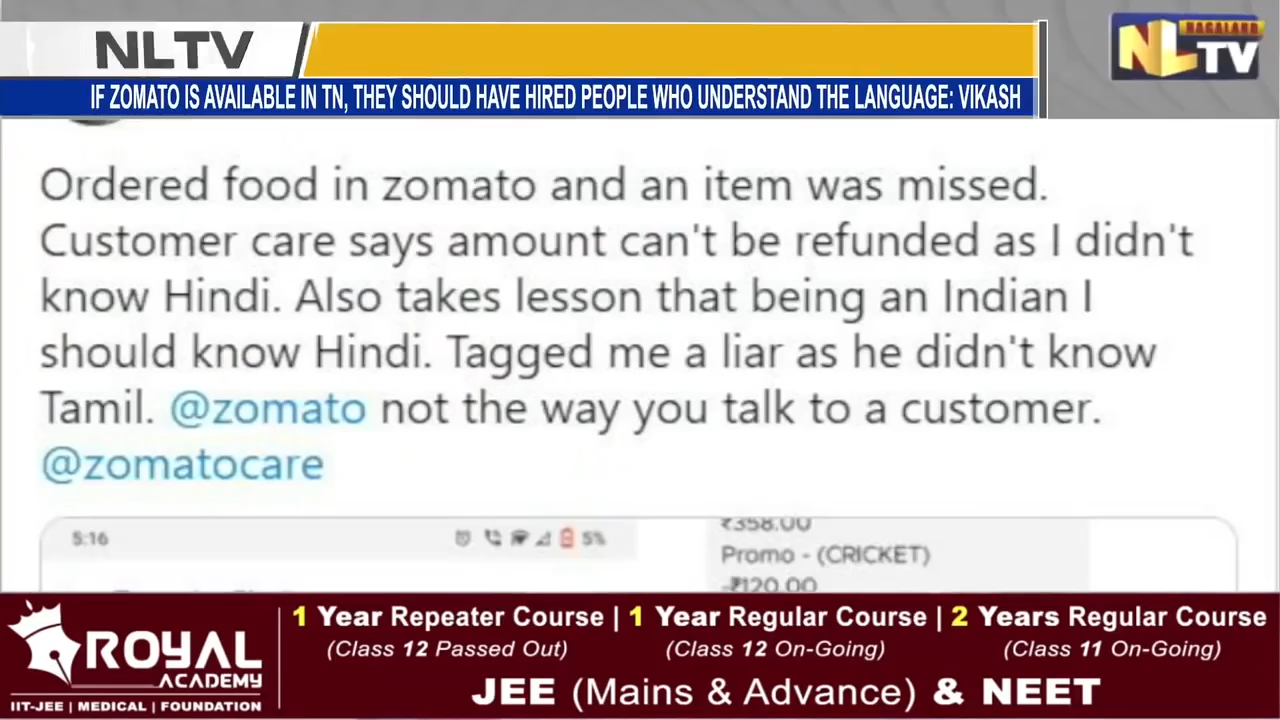 NLTV
NAGALAND
NLTV
IF ZOMATO IS AVAILABLE IN TN, THEY SHOULD HAVE HIRED PEOPLE WHO UNDERSTAND THE LANGUAGE: VIKASH
Ordered food in zomato and an item was missed.
Customer care says amount can't be refunded as I didn't
know Hindi. Also takes lesson that being an Indian I
should know Hindi. Tagged me a liar as he didn't know
Tamil. @zomato not the way you talk to a customer.
@zomatocare
5:16
5%
₹358.00
Promo - (CRICKET)
-₹120.00
ROYAL
ACADEMY
IIT-JEE | MEDICAL | FOUNDATION
1 Year Repeater Course | 1 Year Regular Course | 2 Years Regular Course
(Class 12 Passed Out) (Class 12 On-Going) (Class 11 On-Going)
JEE (Mains & Advance) & NEET